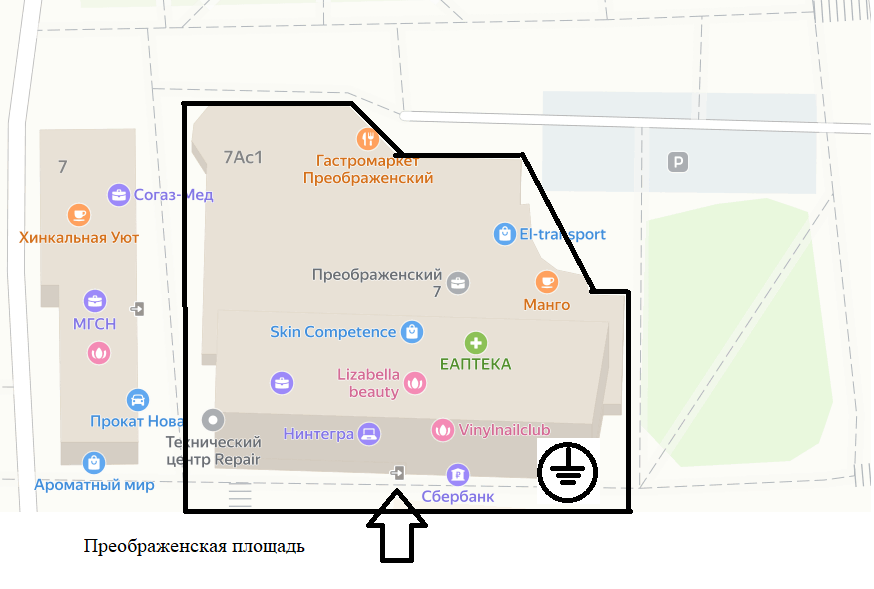 7Ас1
Гастромаркет
Преображенский
7
Согаз-Мед
P
Хинкальная Уют
El-transport
Преображенский
7
Манго
МГСН
Skin Competence
ЕАПТЕКА
Lizabella
beauty
Прокат Нова
Нинтегра
Vinylnailclub
Технический
центр Repair
Ароматный мир
Сбербанк
Преображенская площадь